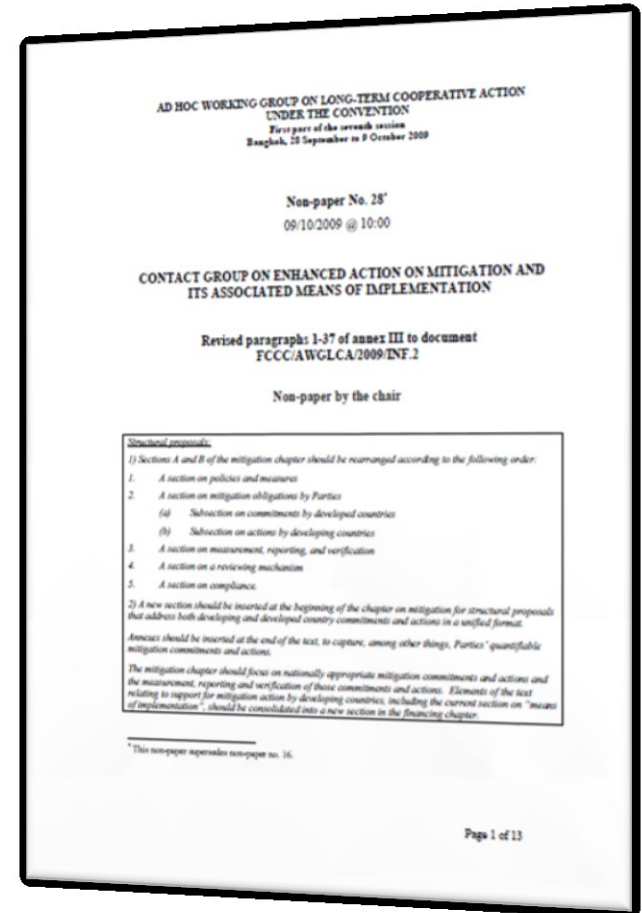 AD HOC WORKING GROUP ON LONG-TERM COOPERATIVE ACTION
UNDER THE CONVENTION
First part of the seventh session
Bangkok, 28 September to 9 October 2009
Non-paper No. 28*
09/10/2009 @ 10:00
CONTACT GROUP ON ENHANCED ACTION ON MITIGATION AND
ITS ASSOCIATED MEANS OF IMPLEMENTATION
Revised paragraphs 1-37 of annex III to document
FCCC/AWGLCA/2009/INF.2
Non-paper by the chair
Structural proposals:
1) Sections A and B of the mitigation chapter should be rearranged according to the following order:
1. A section on policies and measures
2. A section on mitigation obligations by Parties
(a) Subsection on commitments by developed countries
(b) Subsection on actions by developing countries
3. A section on measurement, reporting, and verification
4. A section on a reviewing mechanism
5. A section on compliance.
2) A new section should be inserted at the beginning of the chapter on mitigation for structural proposals
that address both developing and developed country commitments and actions in a unified format.
Annexes should be inserted at the end of the text, to capture, among other things, Parties' quantifiable
mitigation commitments and actions.
The mitigation chapter should focus on nationally appropriate mitigation commitments and actions and
the measurement, reporting and verification of those commitments and actions. Elements of the text
relating to support for mitigation action by developing countries, including the current section on "means
of implementation", should be consolidated into a new section in the financing chapter.
* This non-paper supersedes non-paper no. 16.
Page 1 of 13